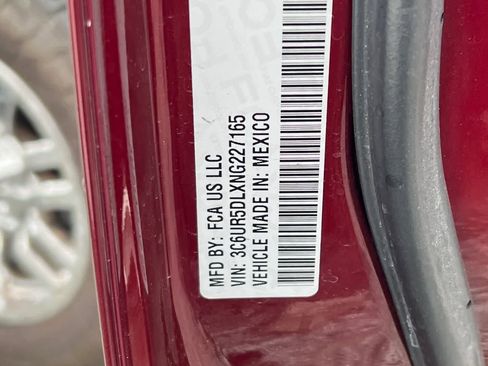 MFD BY: FCA US LLC
VIN: 3C6UR5DLXNG227165
VEHICLE MADE IN: MEXICO